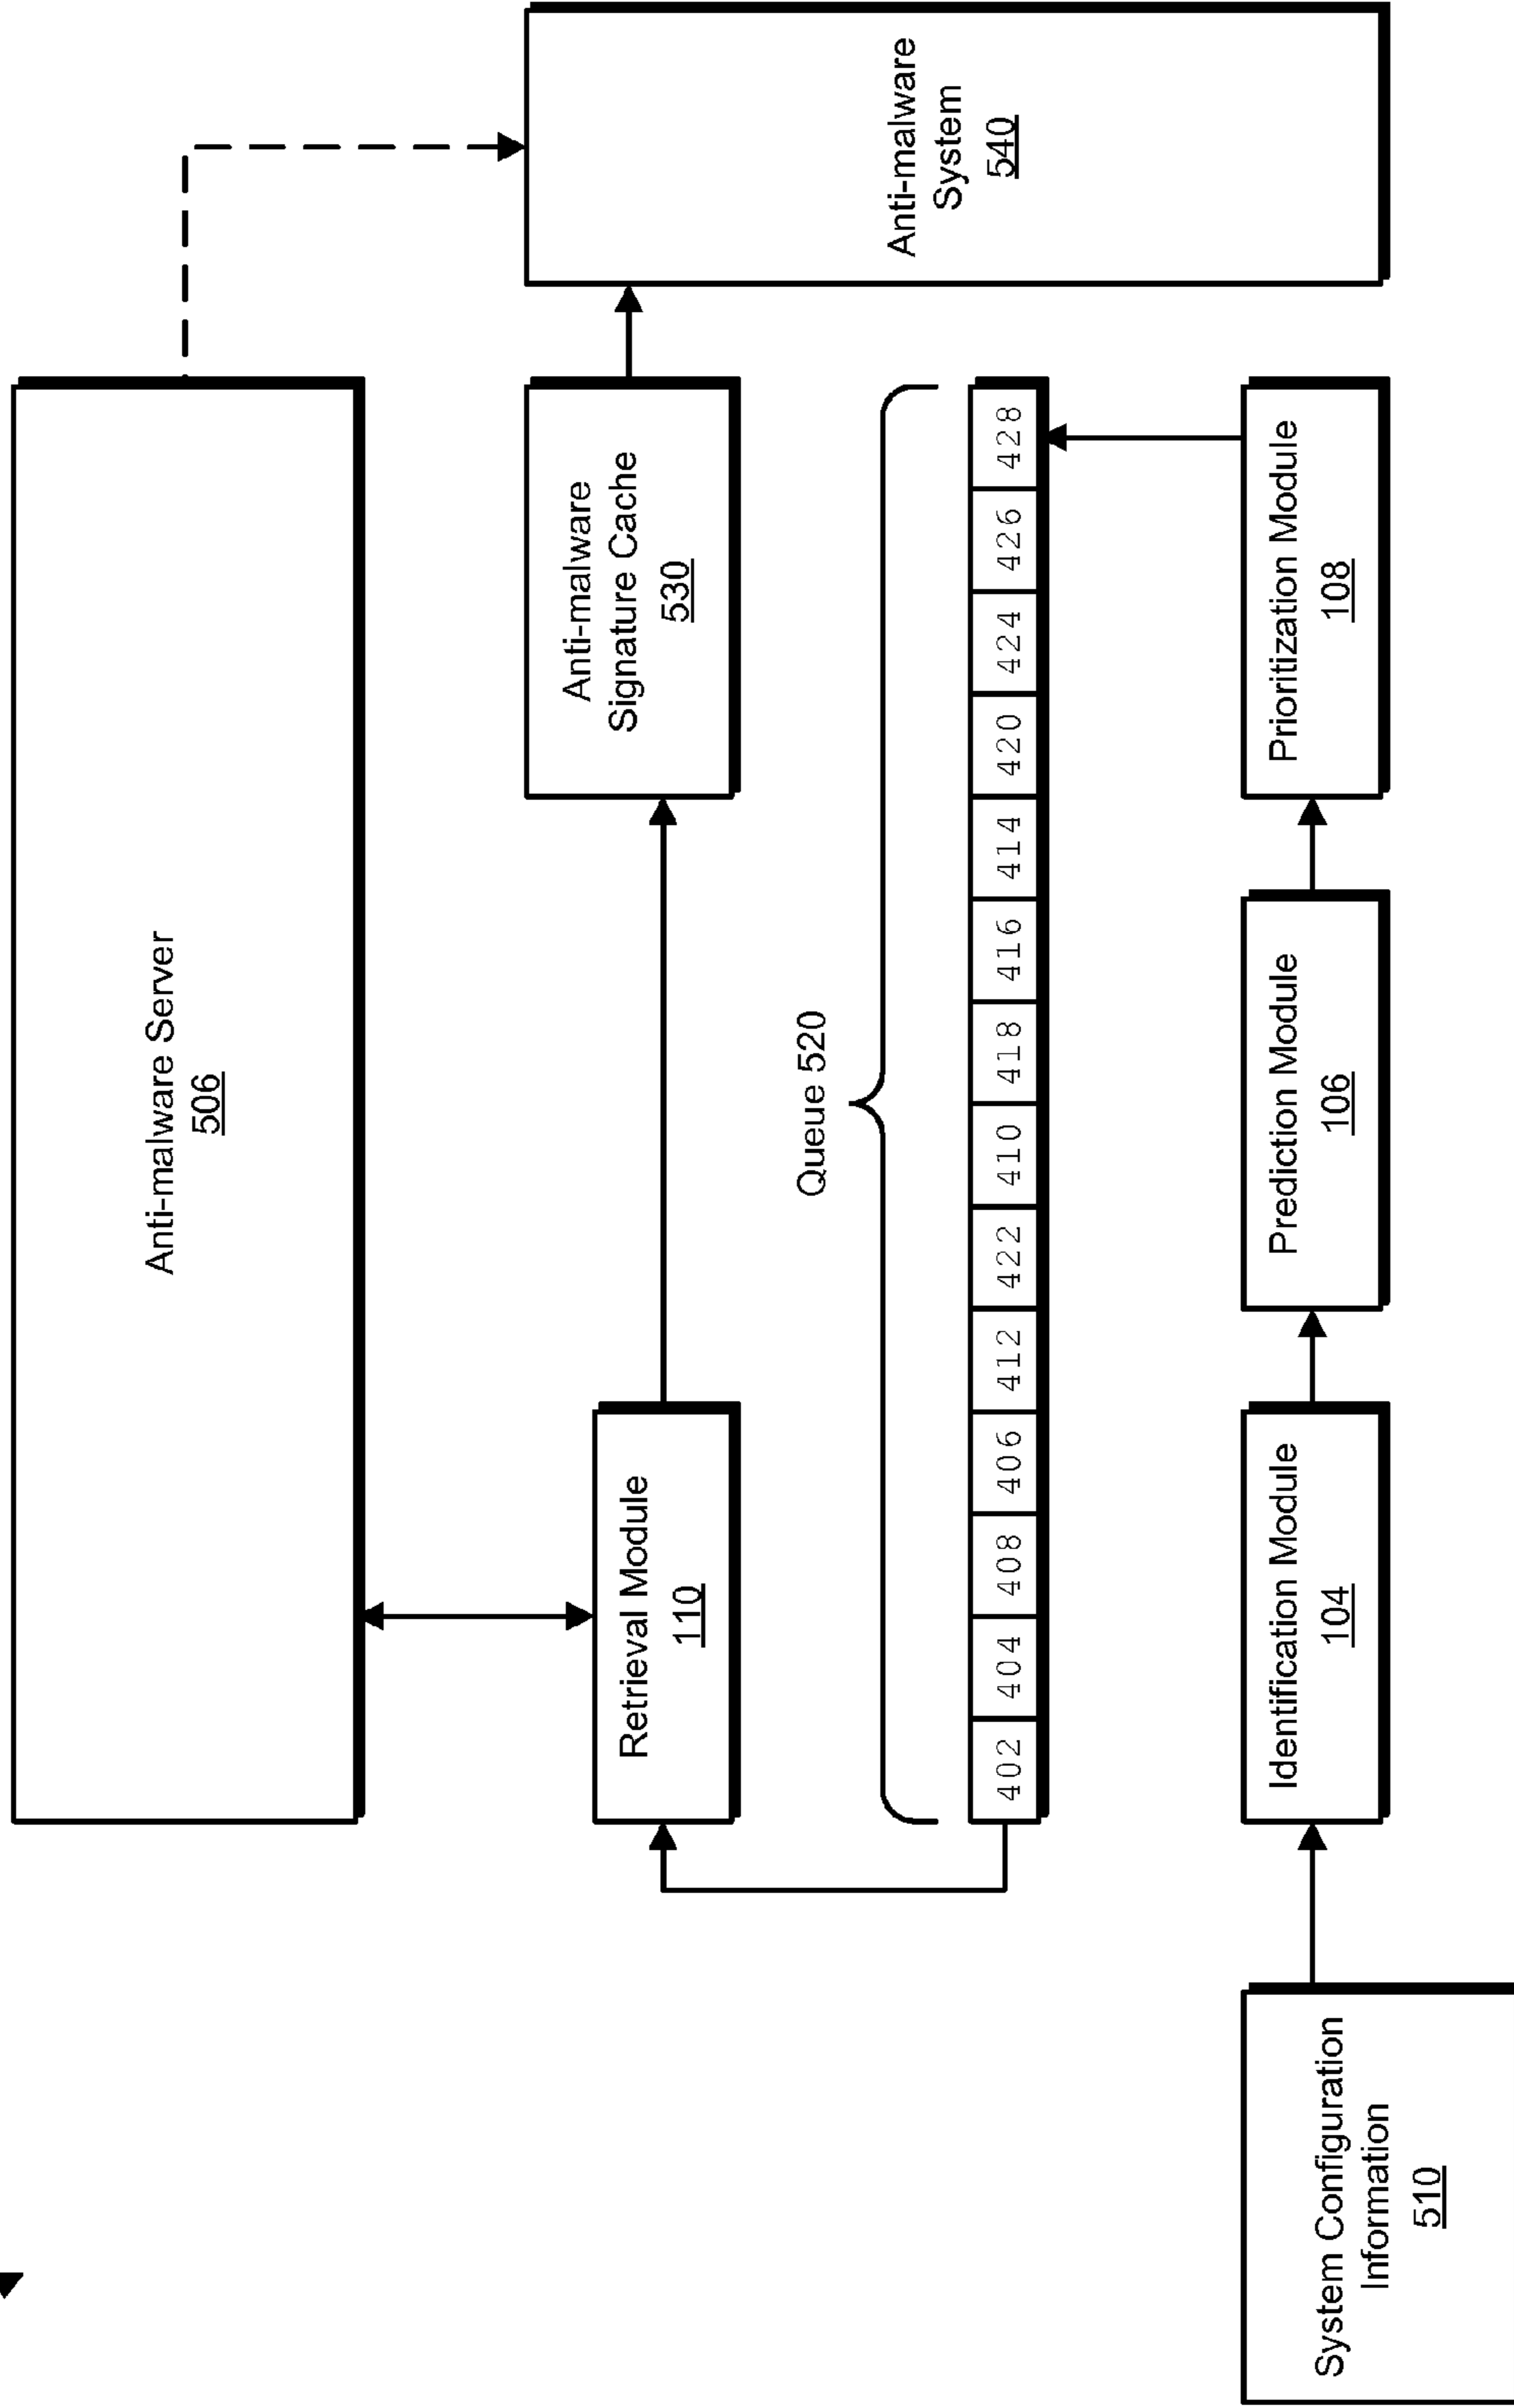 Anti-malware Server
506
Retrieval Module
110
Anti-malware
Signature Cache
530
Anti-malware
System
540
Queue 520
402 404 408 406 412 422 410 418 416 414 420 424 426 428
System Configuration
Information
510
Identification Module
104
Prediction Module
106
Prioritization Module
108